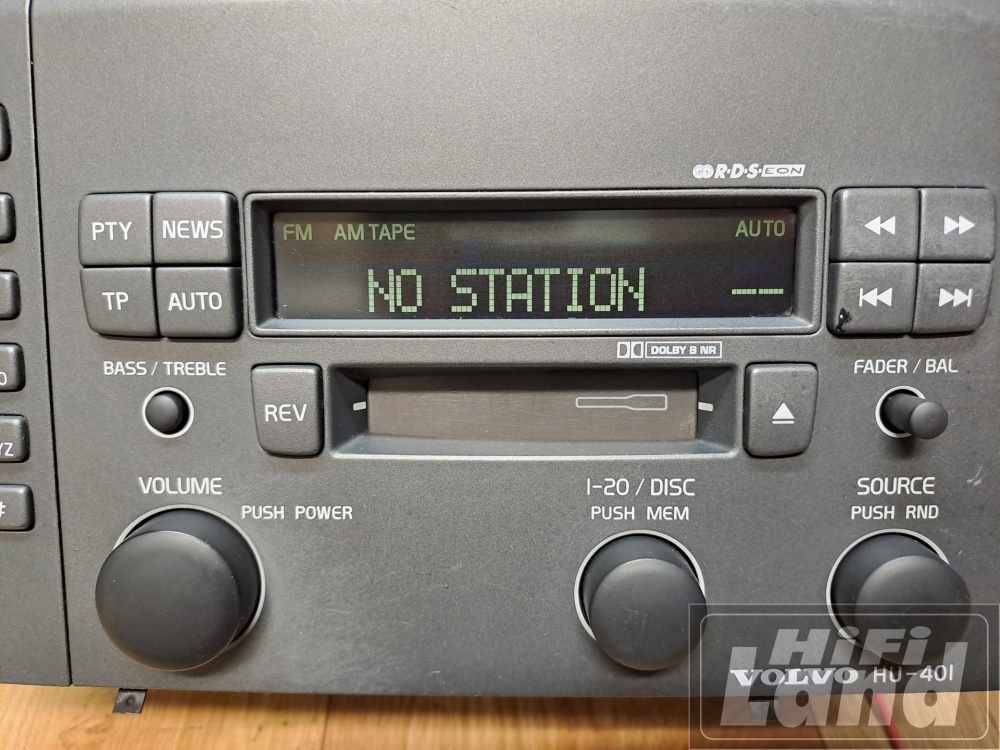 R·D·S·EON
PTY NEWS
TP AUTO
FM AM TAPE AUTO
NO STATION --
DOLBY B NR
BASS / TREBLE
FADER / BAL
REV
VOLUME
PUSH POWER
1-20 / DISC
PUSH MEM
SOURCE
PUSH RND
YZ
#
HiFi
Land
VOLVO HU-401